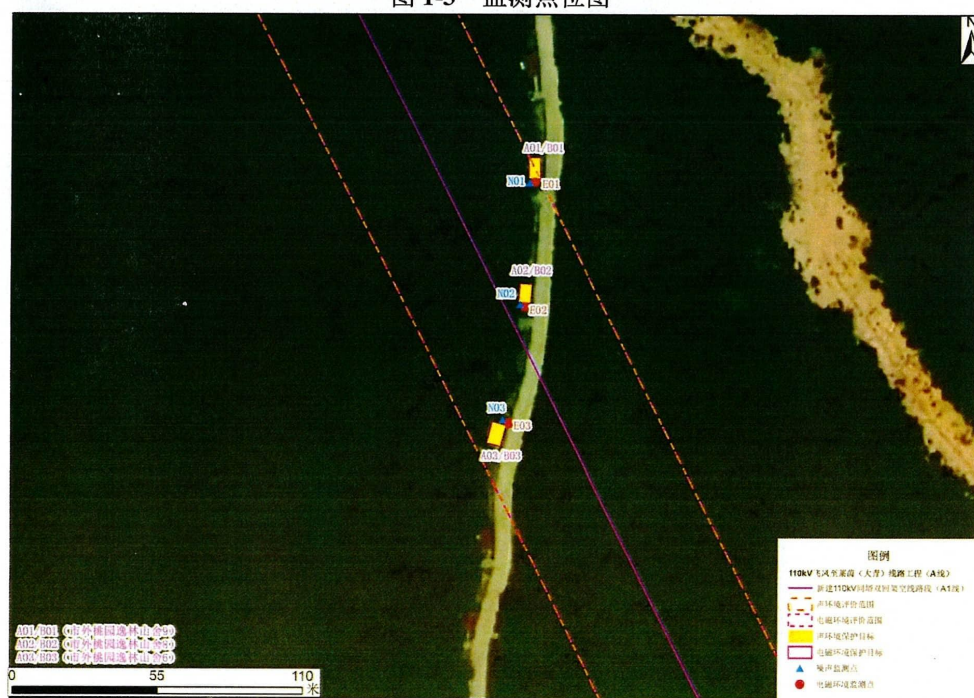 图 1-3 监测点位图
N
A01/B01
N01
E01
A02/B02
N02
E02
N03
E03
A03/B03
A01/B01（市外桃园逸林山舍9）
A02/B02（市外桃园逸林山舍8）
A03/B03（市外桃园逸林山舍6）
0 55 110
米
图例
110kV飞凤至莱茵（大青）线路工程（A线）
新建110kV同塔双回架空线路段（A1线）
声环境评价范围
电磁环境评价范围
声环境保护目标
电磁环境保护目标
噪声监测点
电磁环境监测点